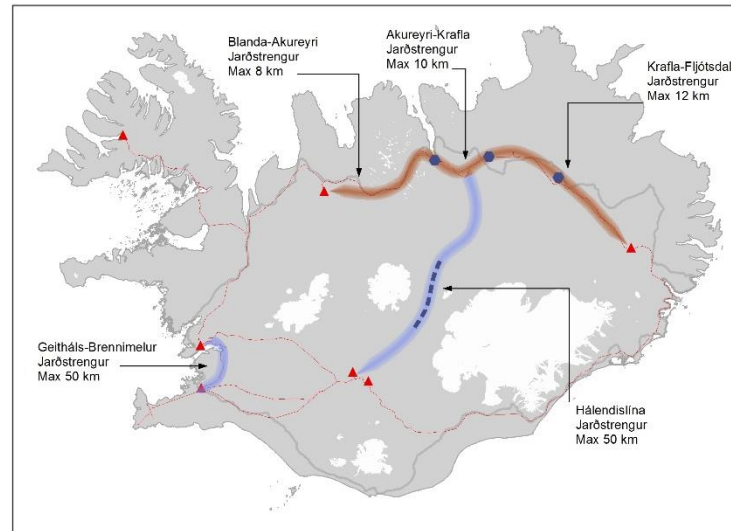 Blanda-Akureyri
Jarðstrengur
Max 8 km
Akureyri-Krafla
Jarðstrengur
Max 10 km
Krafla-Fljótsdal
Jarðstrengur
Max 12 km
Geitháls-Brennimelur
Jarðstrengur
Max 50 km
Hálendislína
Jarðstrengur
Max 50 km